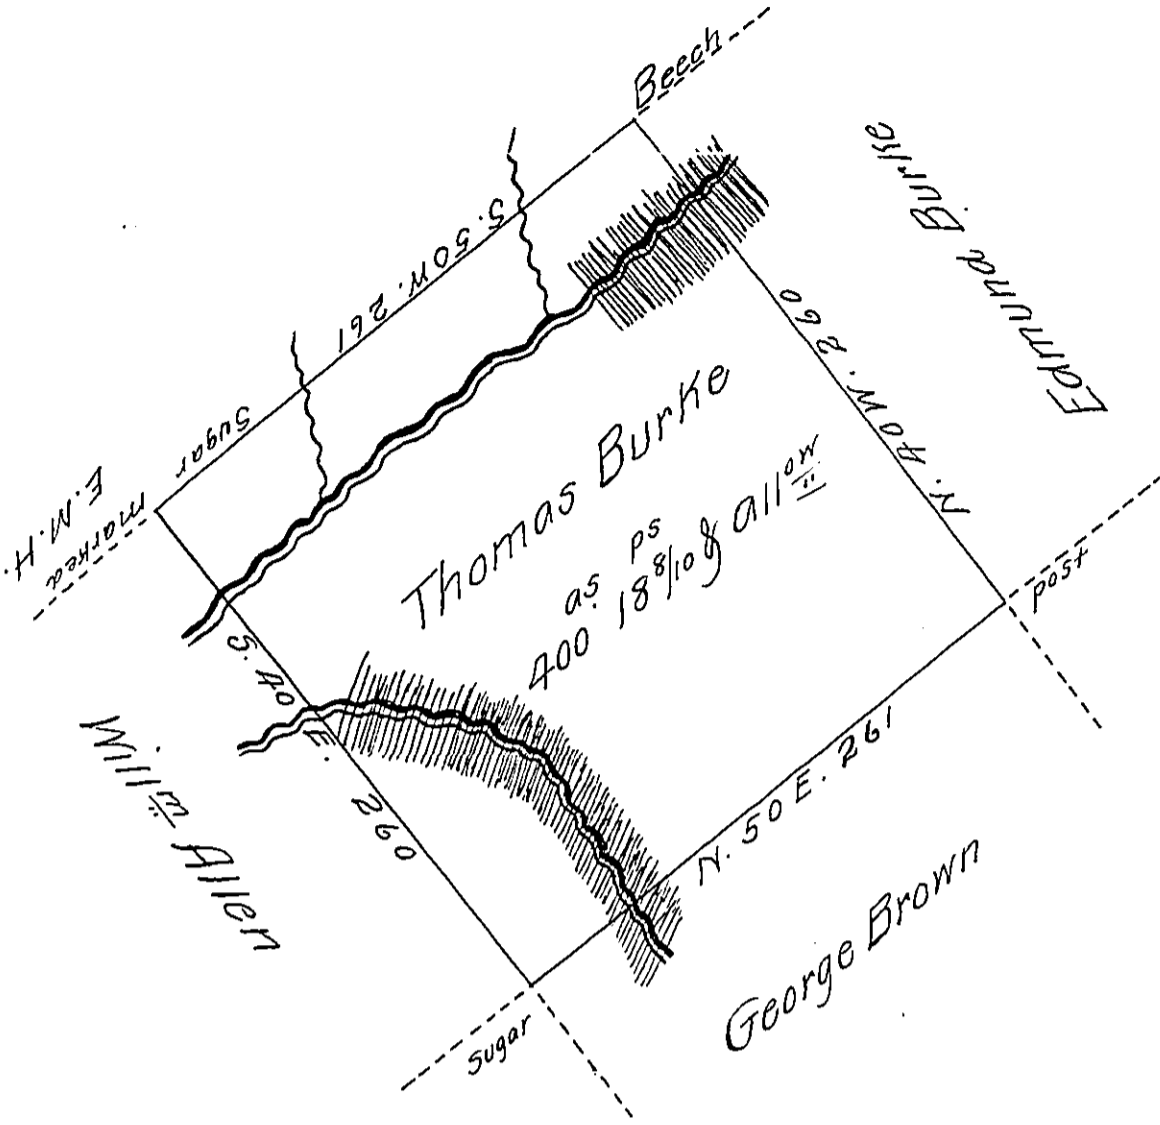 Beech
S. 50 W. 261
Sugar
marked
E. M. H.
Edmund Burke
N. 40 W. 260
Thomas Burke
as. ps
400 18 8/10 & allow
post
S. 40 E. 260
Willm Allen
N. 50 E. 261
Sugar
George Brown